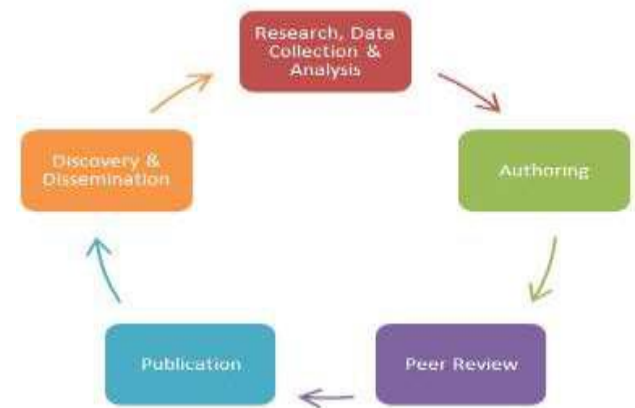 Research, Data
Collection &
Analysis
Authoring
Peer Review
Publication
Discovery &
Dissemination